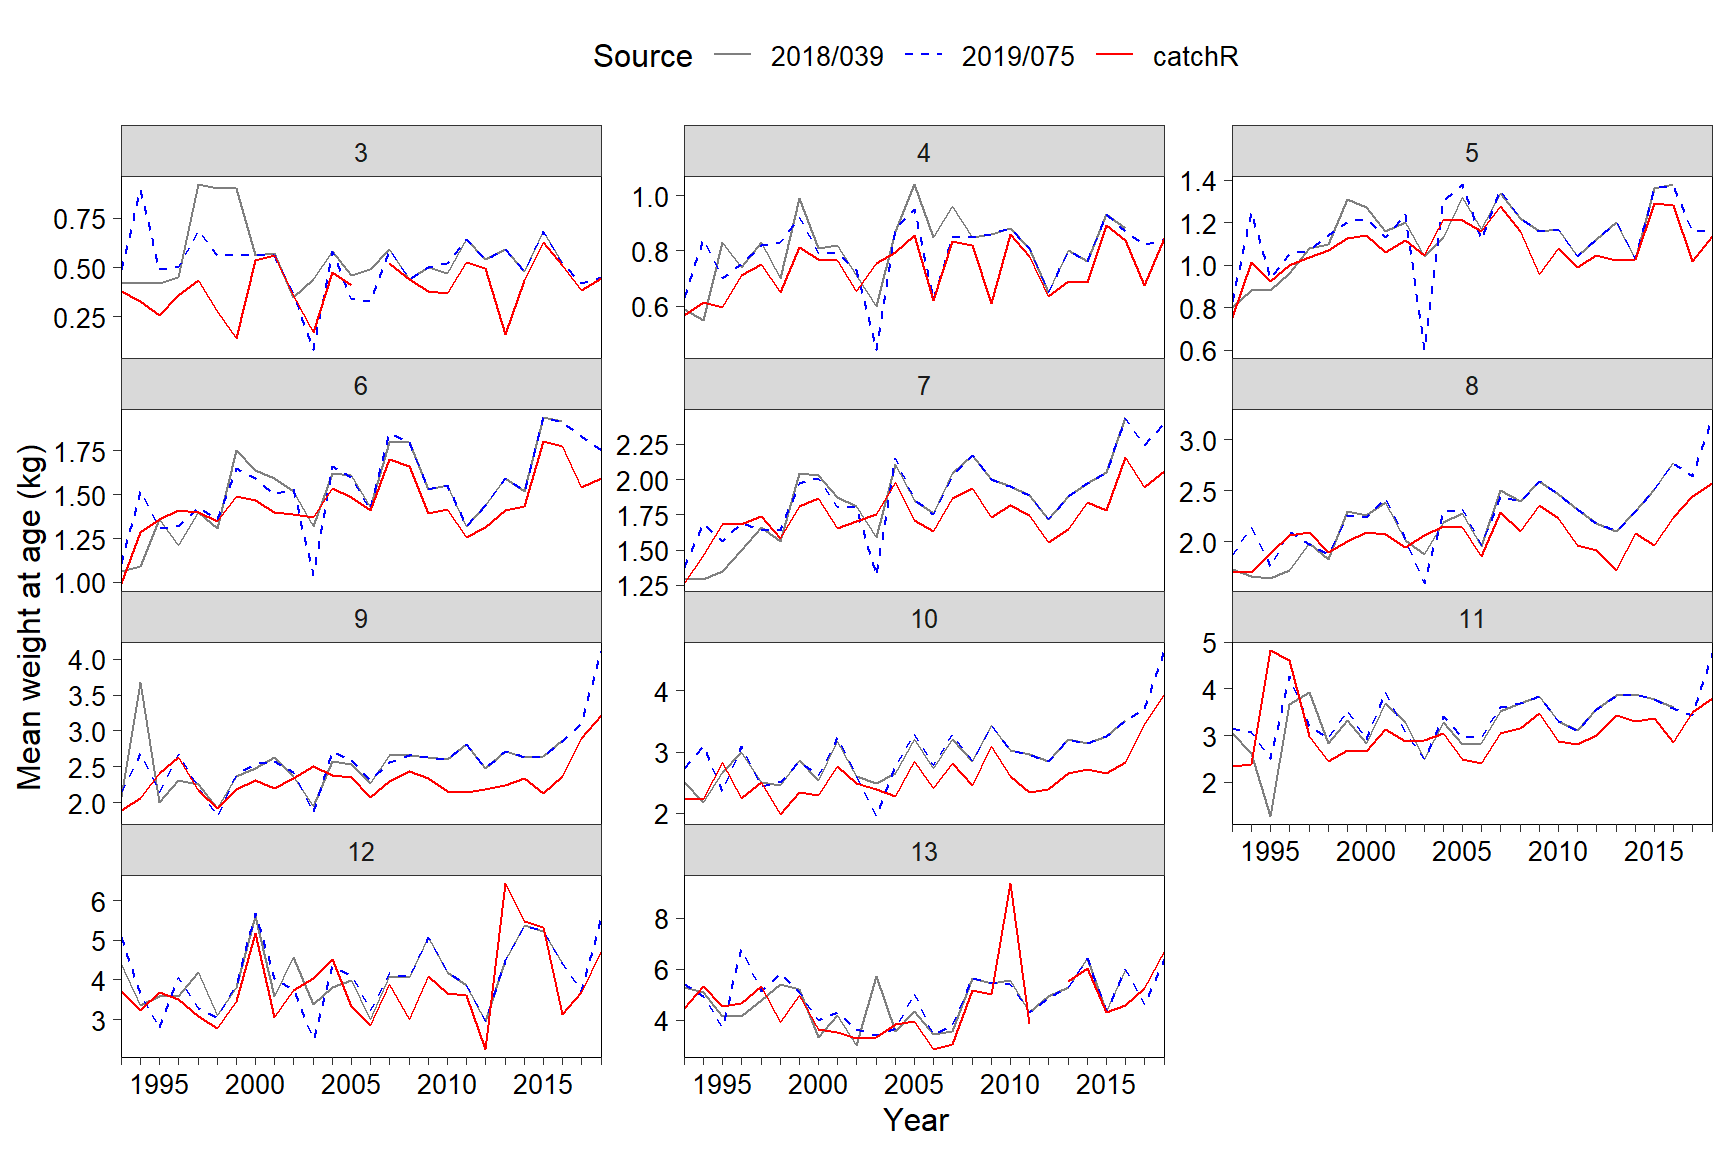 Source 2018/039 2019/075 catchR
3 4 5
0.75 0.50 0.25
1.0 0.8 0.6
1.4 1.2 1.0 0.8 0.6
6 7 8
1.75 1.50 1.25 1.00
2.25 2.00 1.75 1.50 1.25
3.0 2.5 2.0
9 10 11
4.0 3.5 3.0 2.5 2.0
4 3 2
5 4 3 2
1995 2000 2005 2010 2015
12 13
6 5 4 3
8 6 4
1995 2000 2005 2010 2015
1995 2000 2005 2010 2015
Mean weight at age (kg)
Year